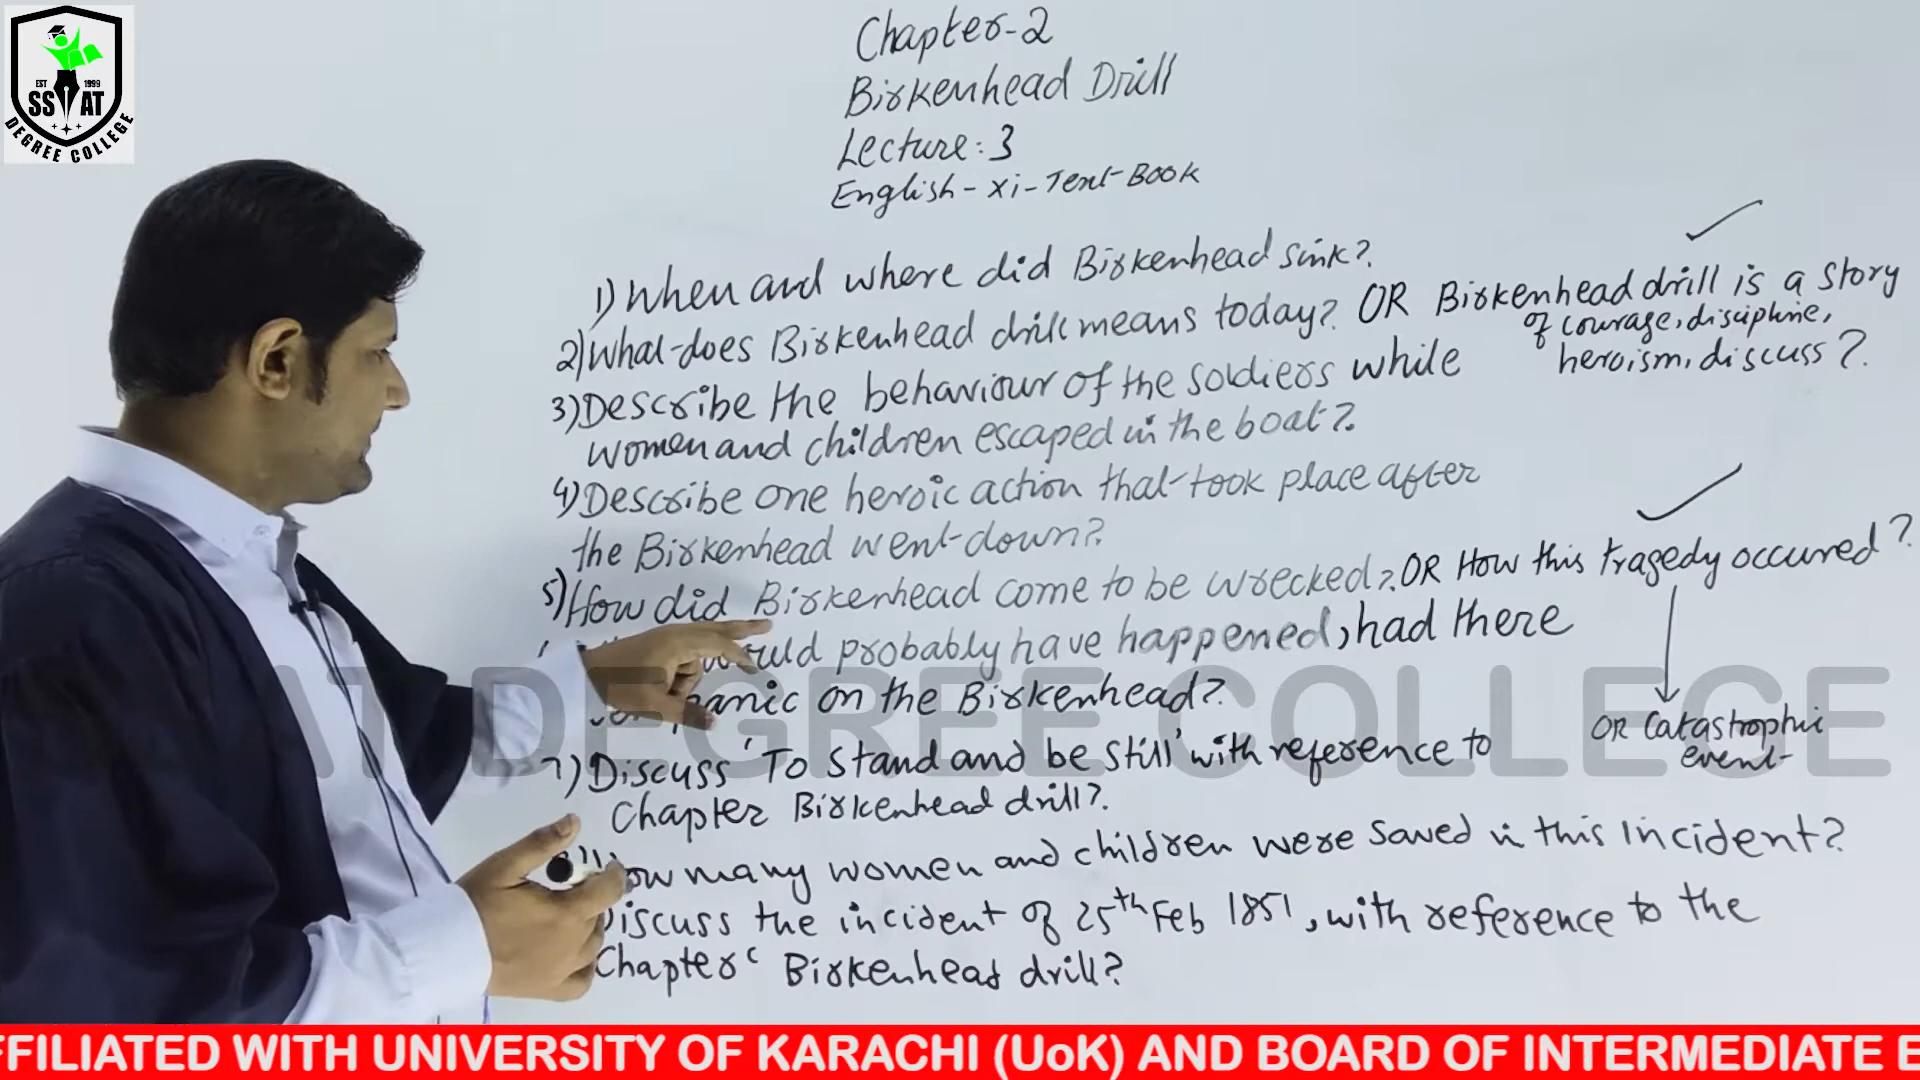 EST 1999
SS AT
DEGREE COLLEGE
Chapter-2
Birkenhead Drill
Lecture: 3
English - xi - Text-Book
1) When and where did Birkenhead sink?
2) What does Birkenhead drill means today? OR Birkenhead drill is a story
of courage, discipline,
heroism, discuss?
3) Describe the behaviour of the soldiers while
women and children escaped in the boat?
4) Describe one heroic action that took place after
the Birkenhead went down?
5) How did Birkenhead come to be wrecked? OR How this tragedy occured?
probably have happened, had there
on the Birkenhead?
OR Catastrophic
event
7) Discuss 'To stand and be still' with reference to
Chapter Birkenhead drill?
many women and children were saved in this incident?
the incident of 25th Feb 1851, with reference to the
Chapter ‘ Birkenhead drill?
AT DEGREE COLLEGE
FFILIATED WITH UNIVERSITY OF KARACHI (UoK) AND BOARD OF INTERMEDIATE E